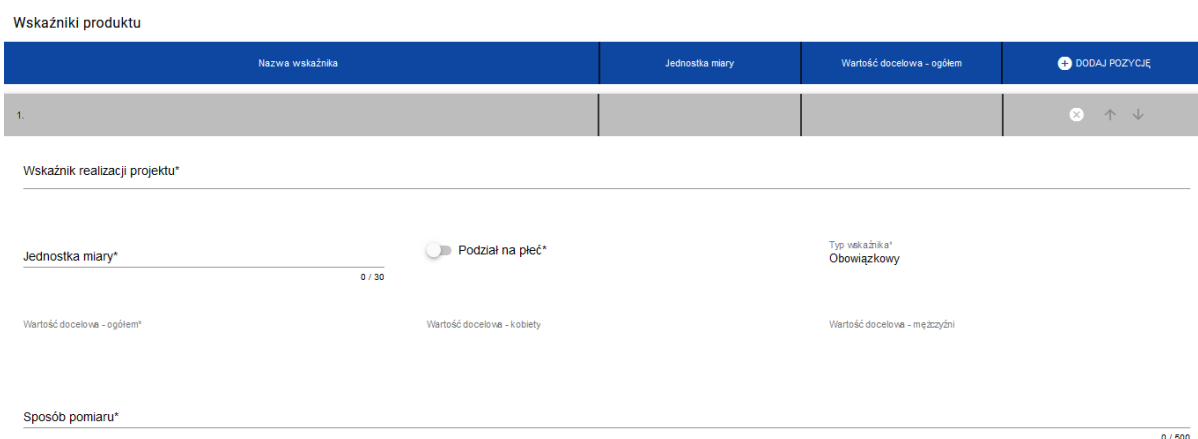 Wskaźniki produktu
Nazwa wskaźnika Jednostka miary Wartość docelowa - ogółem DODAJ POZYCJĘ
1.
Wskaźnik realizacji projektu*
Typ wskaźnika*
Jednostka miary* Podział na płeć* Obowiązkowy
0 / 30
Wartość docelowa - ogółem* Wartość docelowa - kobiety Wartość docelowa - mężczyźni
Sposób pomiaru*
0 / 500